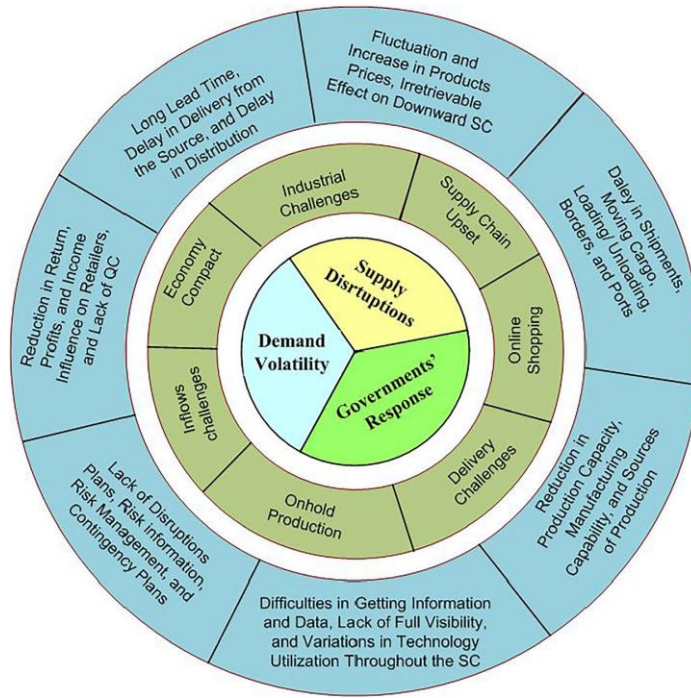 Fluctuation and
Increase in Products
Prices, Irretrievable
Effect on Downward SC
Daley in Shipments,
Moving Cargo,
Loading/ Unloading,
Borders, and Ports
Reduction in
Production Capacity,
Manufacturing
Capability, and Sources
of Production
Difficulties in Getting Information
and Data, Lack of Full Visibility,
and Variations in Technology
Utilization Throughout the SC
Lack of Disruptions
Plans, Risk information,
Risk Management, and
Contingency Plans
Reduction in Return,
Profits, and Income
Influence on Retailers,
and Lack of QC
Long Lead Time,
Delay in Delivery from
the Source, and Delay
in Distribution
Industrial
Challenges
Supply Chain
Upset
Online
Shopping
Delivery
Challenges
Onhold
Production
Inflows
challenges
Economy
Compact
Supply
Disrtuptions
Governments'
Response
Demand
Volatility